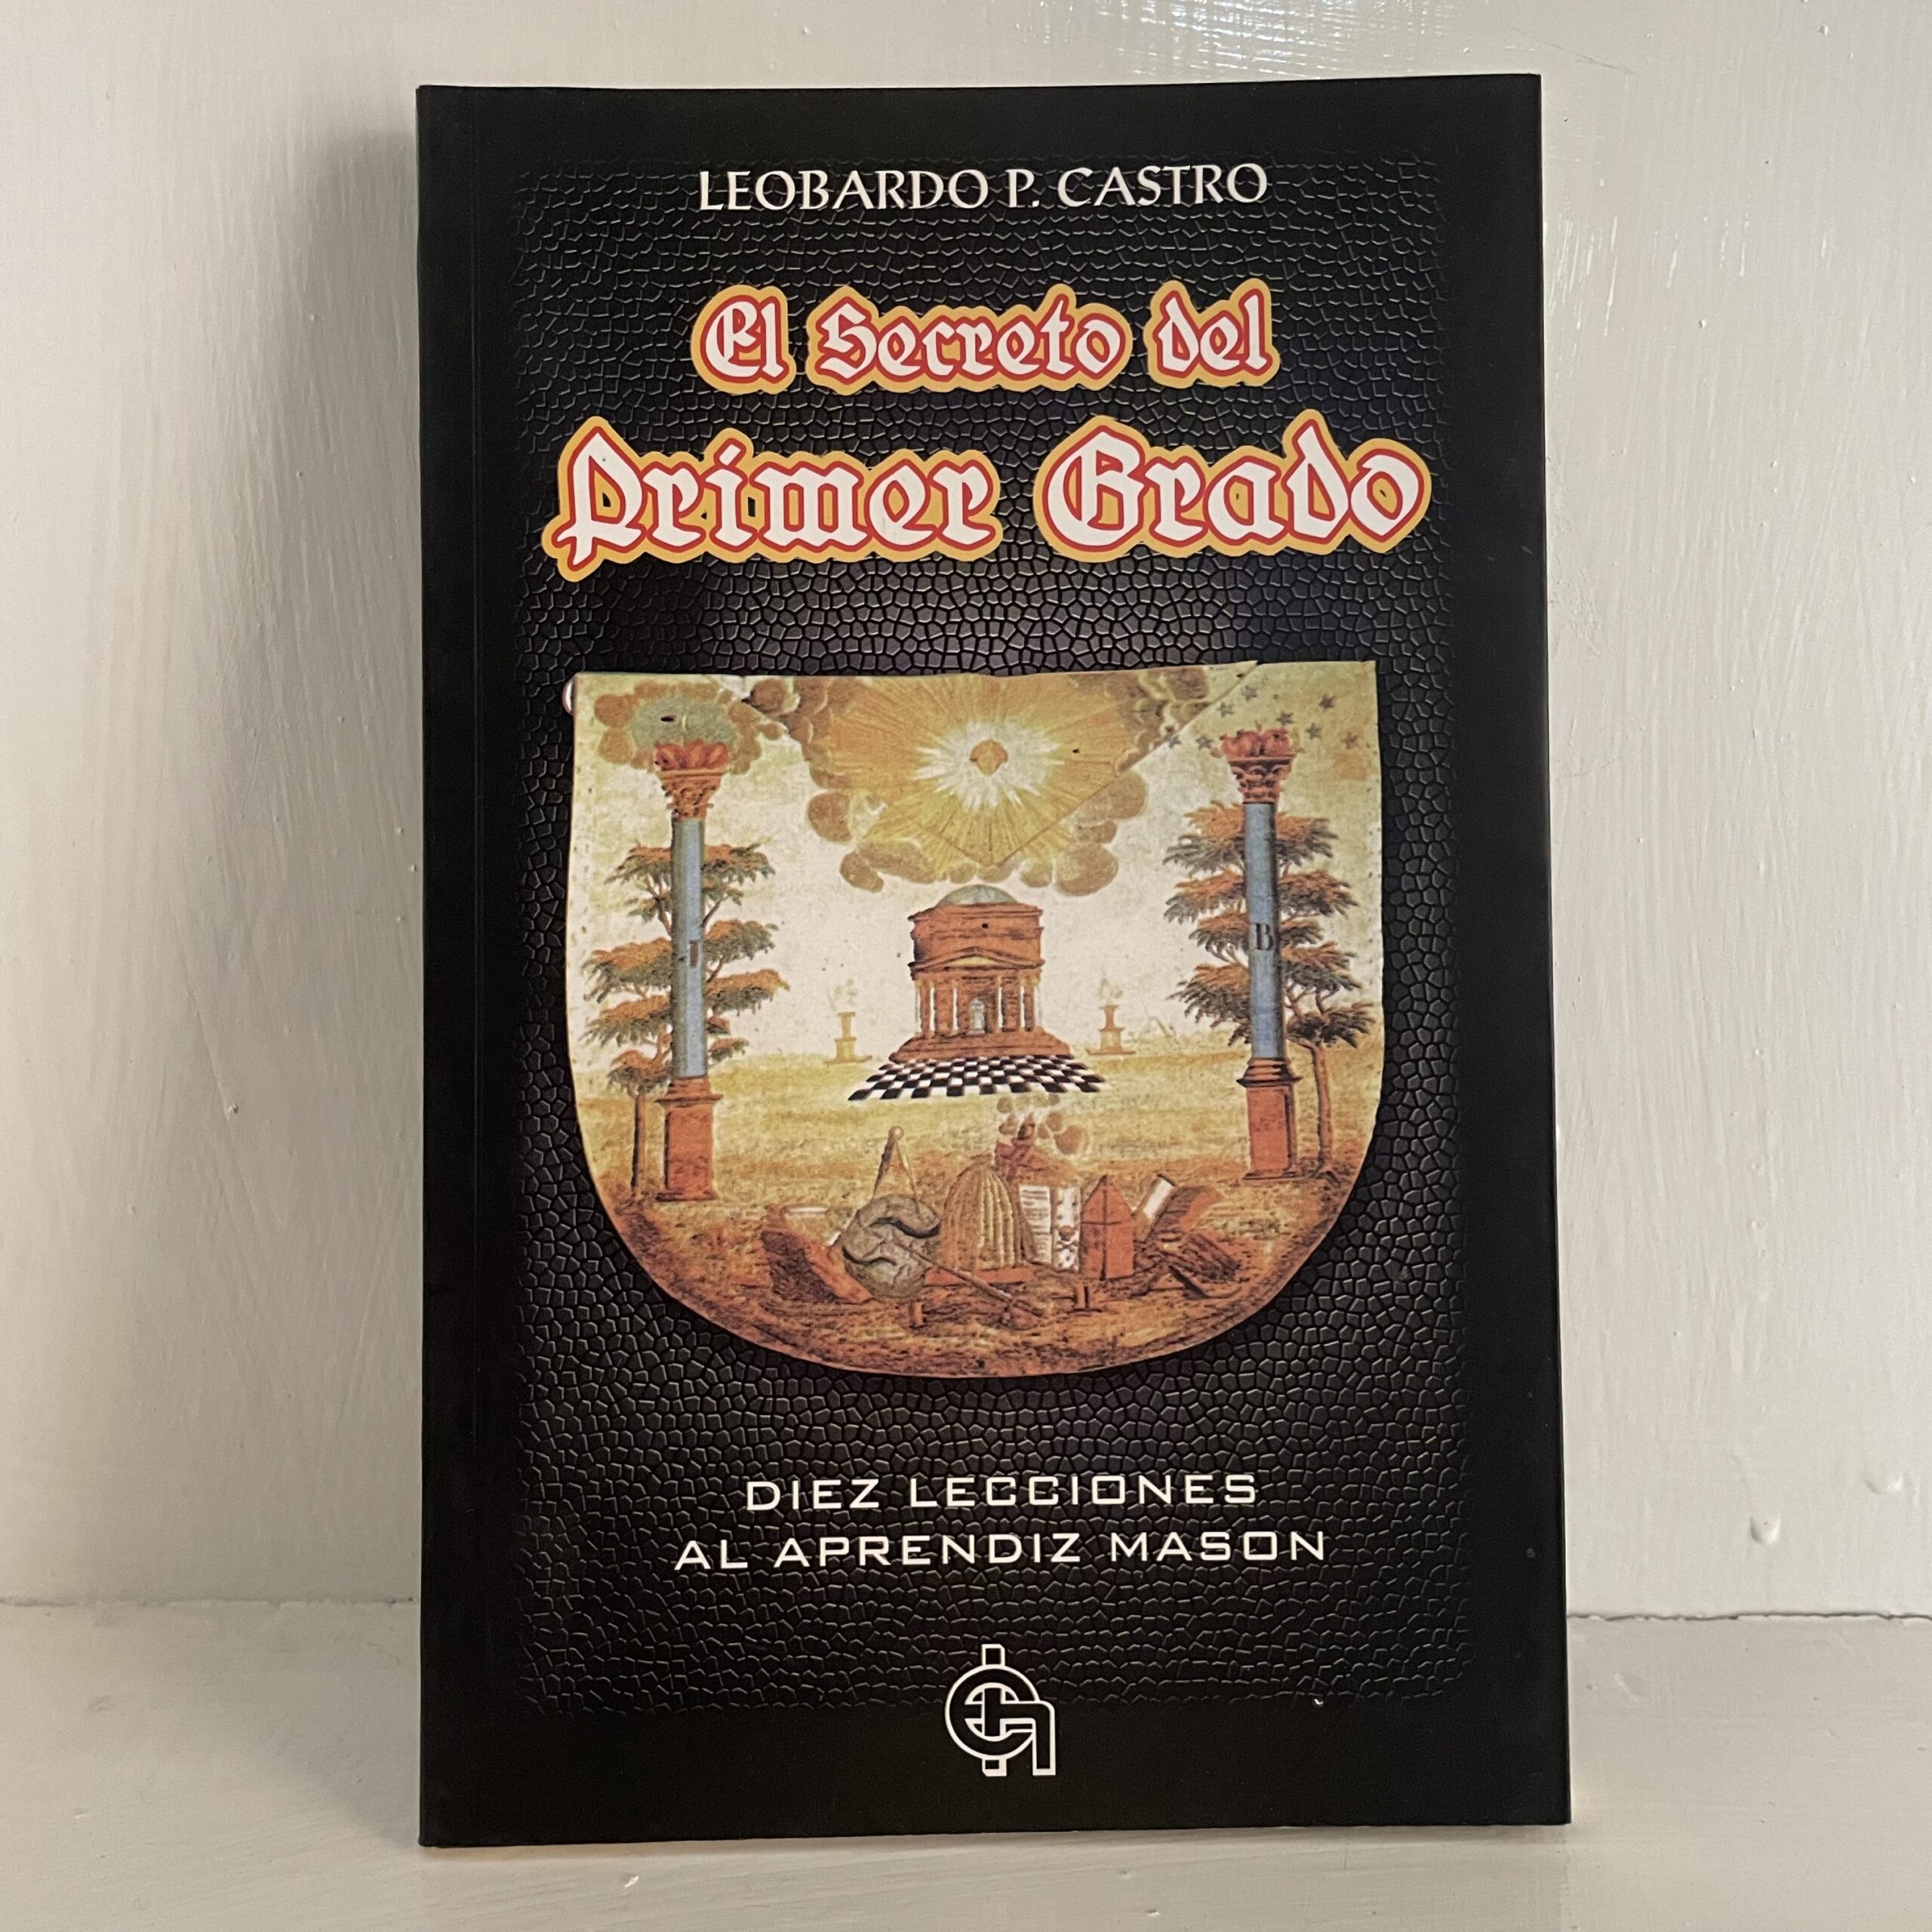 LEOBARDO P. CASTRO
El Secreto del
Primer Grado
J
B
DIEZ LECCIONES
AL APRENDIZ MASON